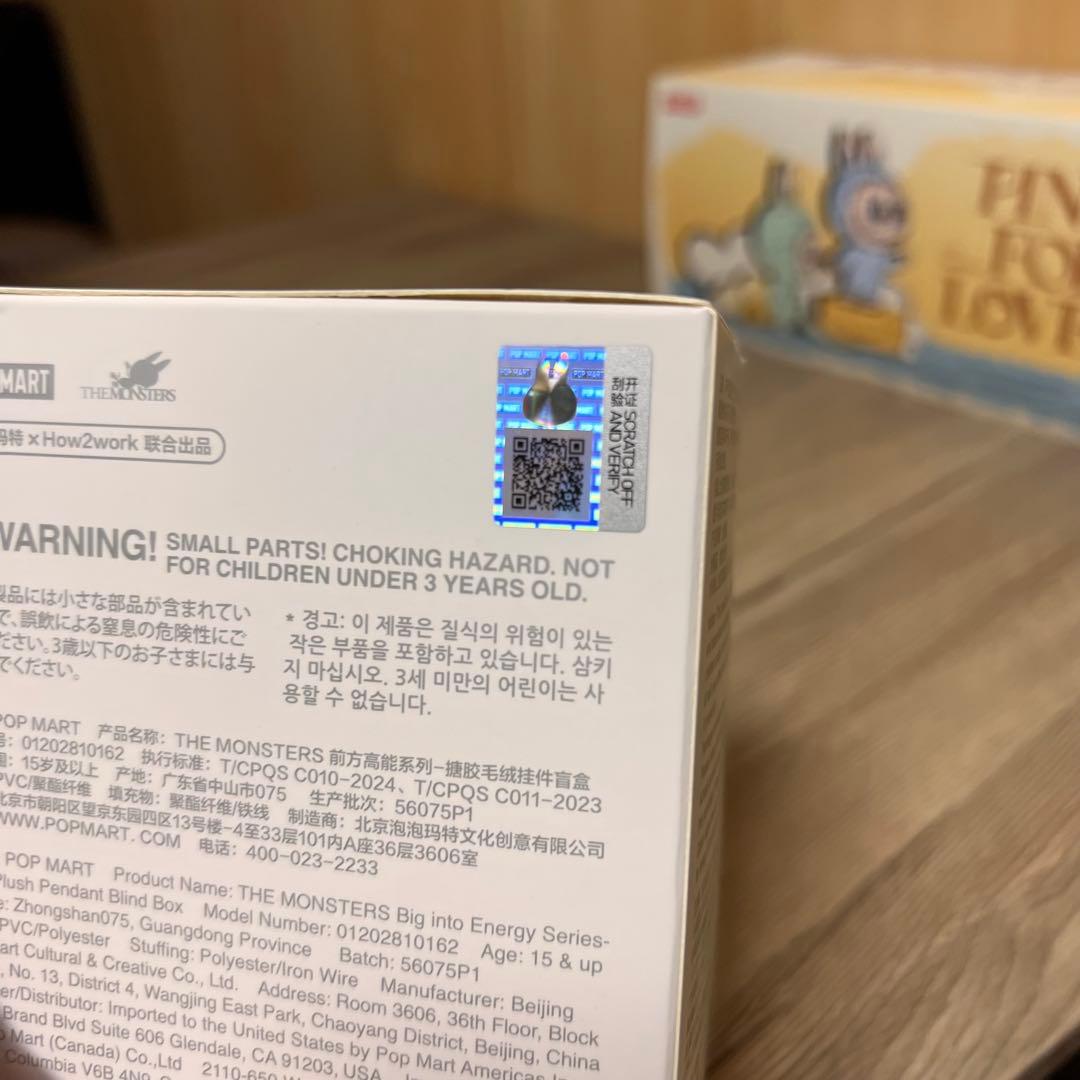 MART
THE MONSTERS
玛特 × How2work 联合出品
POP MART
开证 SCRATCH OFF
刮验 AND VERIFY
WARNING! SMALL PARTS! CHOKING HAZARD. NOT
FOR CHILDREN UNDER 3 YEARS OLD.
製品には小さな部品が含まれてい
で、誤飲による窒息の危険性にご
ださい。3歳以下のお子さまには与
でください。
* 경고: 이 제품은 질식의 위험이 있는
작은 부품을 포함하고 있습니다. 삼키
지 마십시오. 3세 미만의 어린이는 사
용할 수 없습니다.
POP MART 产品名称: THE MONSTERS 前方高能系列-搪胶毛绒挂件盲盒
号: 01202810162 执行标准: T/CPQS C010-2024、T/CPQS C011-2023
: 15岁及以上 产地: 广东省中山市075 生产批次: 56075P1
PVC/聚酯纤维 填充物: 聚酯纤维/铁线 制造商: 北京泡泡玛特文化创意有限公司
北京市朝阳区望京东园四区13号楼-4至33层101内A座36层3606室
WWW.POPMART.COM 电话: 400-023-2233
POP MART Product Name: THE MONSTERS Big into Energy Series-
Plush Pendant Blind Box Model Number: 01202810162 Age: 15 & up
e: Zhongshan075, Guangdong Province Batch: 56075P1
PVC/Polyester Stuffing: Polyester/Iron Wire Manufacturer: Beijing
art Cultural & Creative Co., Ltd. Address: Room 3606, 36th Floor, Block
, No. 13, District 4, Wangjing East Park, Chaoyang District, Beijing, China
er/Distributor: Imported to the United States by Pop Mart Americas
Brand Blvd Suite 606 Glendale, CA 91203, USA
p Mart (Canada) Co.,Ltd 2110-650 W
Columbia V6B 4N9
PIN
FOR
LOVE